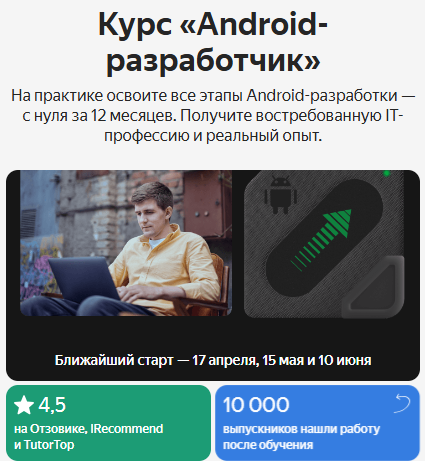 Курс «Android-
разработчик»
На практике освоите все этапы Android-разработки —
с нуля за 12 месяцев. Получите востребованную IT-
профессию и реальный опыт.
Ближайший старт — 17 апреля, 15 мая и 10 июня
4,5
на Отзовике, IRecommend
и TutorTop
10 000
выпускников нашли работу
после обучения